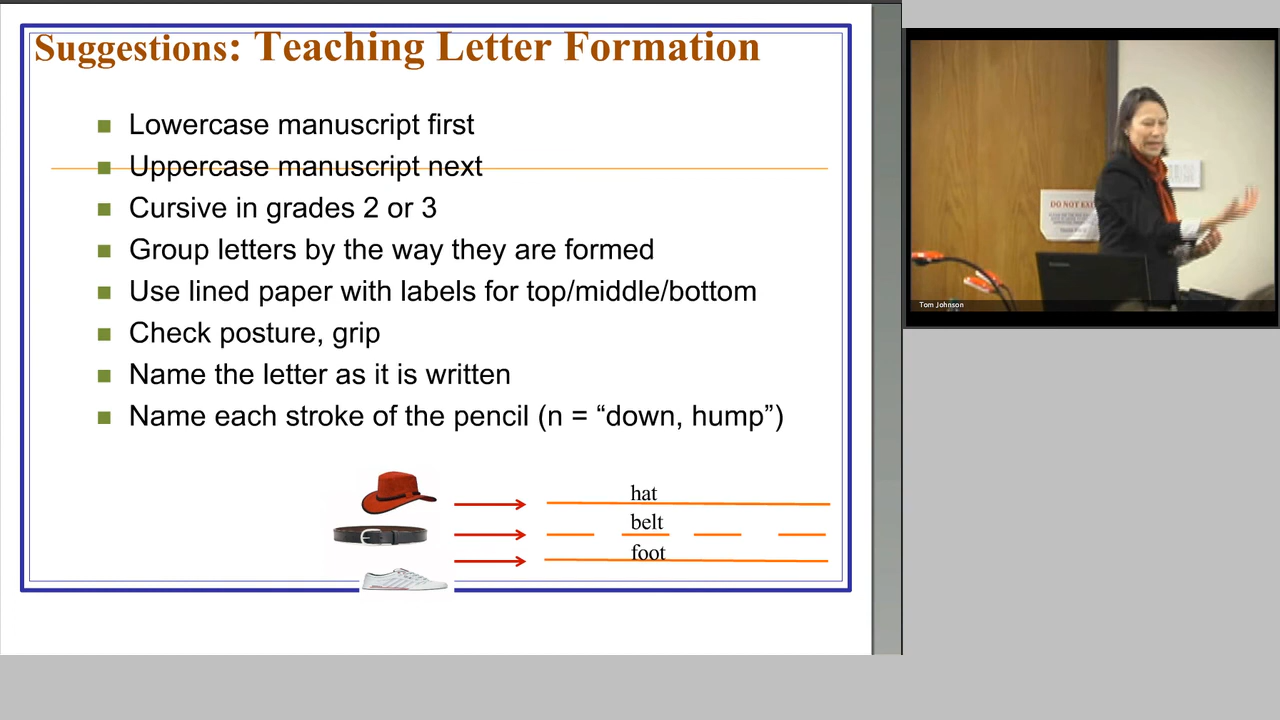 Suggestions: Teaching Letter Formation
Lowercase manuscript first
Uppercase manuscript next
Cursive in grades 2 or 3
Group letters by the way they are formed
Use lined paper with labels for top/middle/bottom
Check posture, grip
Name the letter as it is written
Name each stroke of the pencil (n = “down, hump”)
hat
belt
foot
DO NOT
Tom Johnson